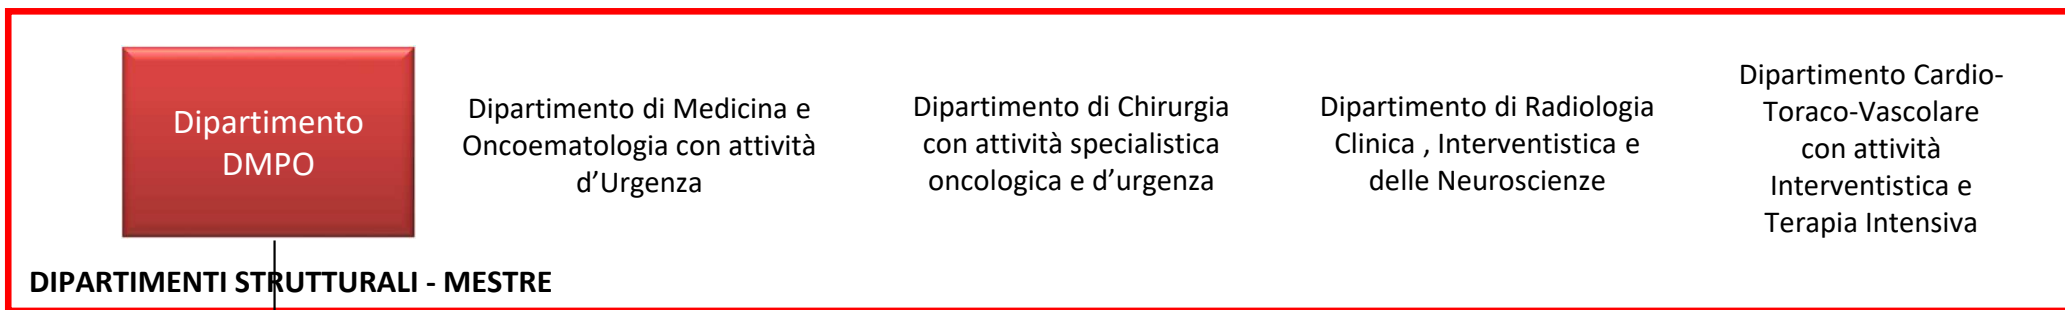 Dipartimento
DMPO
Dipartimento di Medicina e
Oncoematologia con attività
d’Urgenza
Dipartimento di Chirurgia
con attività specialistica
oncologica e d’urgenza
Dipartimento di Radiologia
Clinica , Interventistica e
delle Neuroscienze
Dipartimento Cardio-
Toraco-Vascolare
con attività
Interventistica e
Terapia Intensiva
DIPARTIMENTI STRUTTURALI - MESTRE